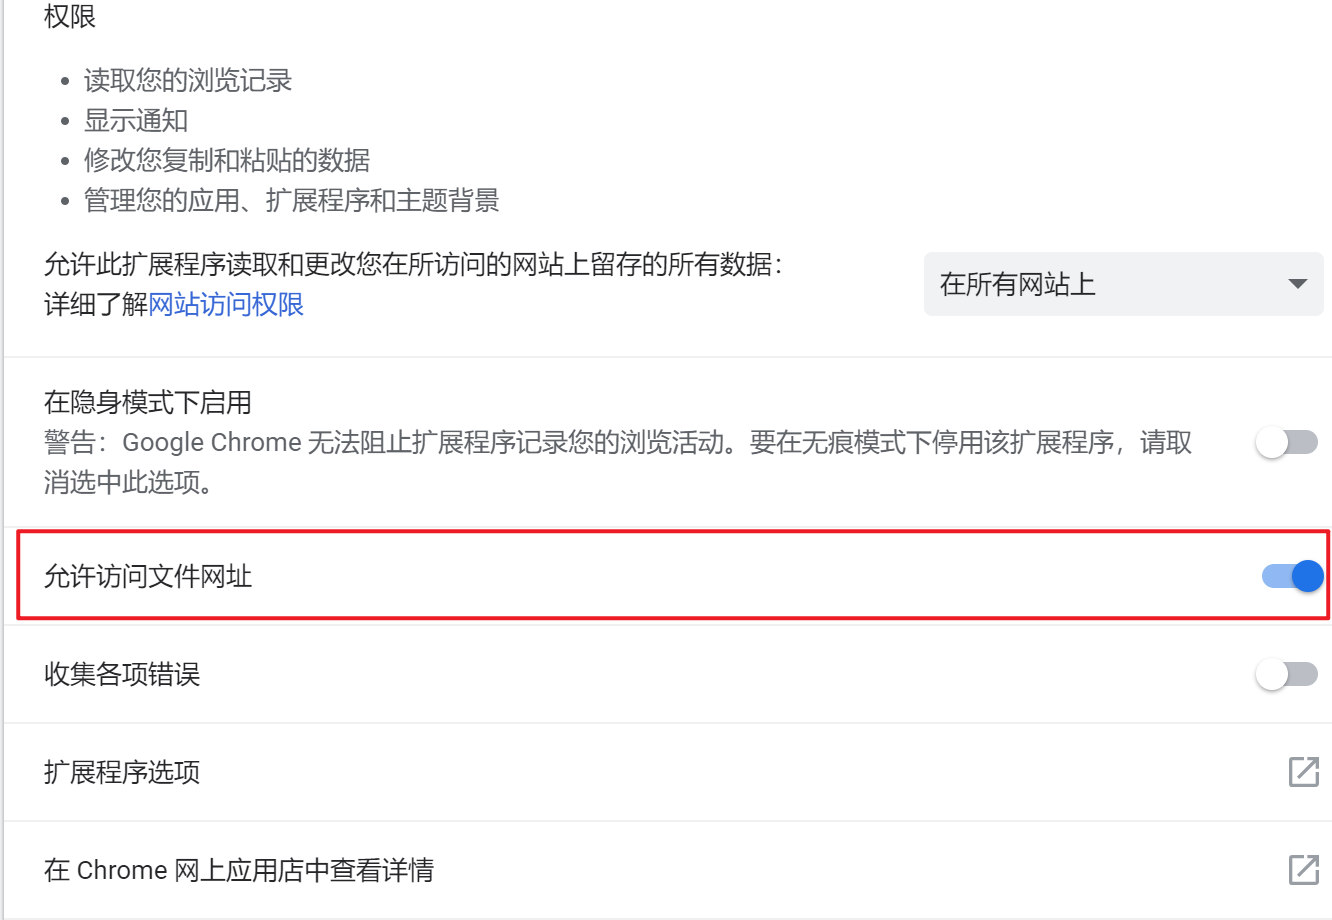 权限
读取您的浏览记录
显示通知
修改您复制和粘贴的数据
管理您的应用、扩展程序和主题背景
允许此扩展程序读取和更改您在所访问的网站上留存的所有数据：
在所有网站上
详细了解网站访问权限
在隐身模式下启用
警告：Google Chrome 无法阻止扩展程序记录您的浏览活动。要在无痕模式下停用该扩展程序，请取
消选中此选项。
允许访问文件网址
收集各项错误
扩展程序选项
在 Chrome 网上应用店中查看详情